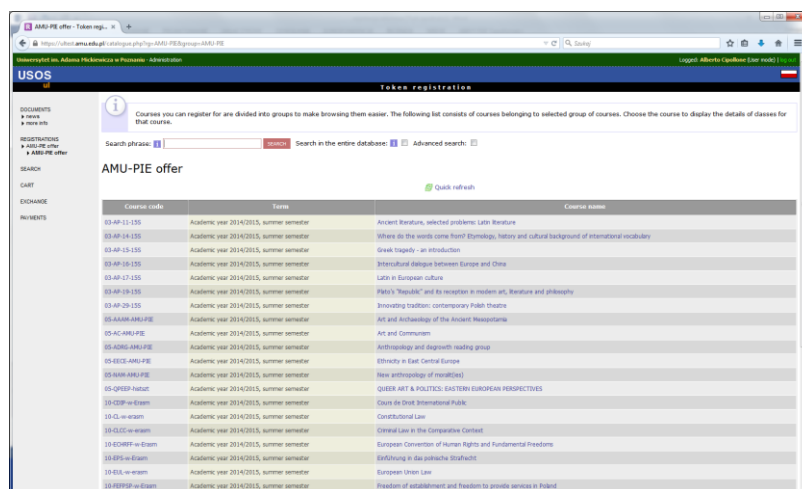 AMU-PIE offer - Token regi...
https://ultest.amu.edu.pl/catalogue.php?rg=AMU-PIE&group=AMU-PIE
Szukaj
Uniwersytet im. Adama Mickiewicza w Poznaniu - Administration
Logged: Alberto Cipollone (User mode) | log out
USOS
ul
Token registration
DOCUMENTS
news
more info
REGISTRATIONS
AMU-PIE offer
AMU-PIE offer
SEARCH
CART
EXCHANGE
PAYMENTS
Courses you can register for are divided into groups to make browsing them easier. The following list consists of courses belonging to selected group of courses. Choose the course to display the details of classes for
that course.
Search phrase: SEARCH Search in the entire database: Advanced search:
AMU-PIE offer
Quick refresh
Course code Term Course name
03-AP-11-15S Academic year 2014/2015, summer semester Ancient literature, selected problems: Latin literature
03-AP-14-15S Academic year 2014/2015, summer semester Where do the words come from? Etymology, history and cultural background of international vocabulary
03-AP-15-15S Academic year 2014/2015, summer semester Greek tragedy - an introduction
03-AP-16-15S Academic year 2014/2015, summer semester Intercultural dialogue between Europe and China
03-AP-17-15S Academic year 2014/2015, summer semester Latin in European culture
03-AP-19-15S Academic year 2014/2015, summer semester Plato's "Republic" and its reception in modern art, literature and philosophy
03-AP-29-15S Academic year 2014/2015, summer semester Innovating tradition: contemporary Polish theatre
05-AAAM-AMU-PIE Academic year 2014/2015, summer semester Art and Archaeology of the Ancient Mesopotamia
05-AC-AMU-PIE Academic year 2014/2015, summer semester Art and Communism
05-ADRG-AMU-PIE Academic year 2014/2015, summer semester Anthropology and degrowth reading group
05-EECE-AMU-PIE Academic year 2014/2015, summer semester Ethnicity in East Central Europe
05-NAM-AMU-PIE Academic year 2014/2015, summer semester New anthropology of moralit(ies)
05-QPEEP-histszt Academic year 2014/2015, summer semester QUEER ART & POLITICS: EASTERN EUROPEAN PERSPECTIVES
10-CDIP-w-Erasm Academic year 2014/2015, summer semester Cours de Droit International Public
10-CL-w-erasm Academic year 2014/2015, summer semester Constitutional Law
10-CLCC-w-erasm Academic year 2014/2015, summer semester Criminal Law in the Comparative Context
10-ECHRFF-w-Erasm Academic year 2014/2015, summer semester European Convention of Human Rights and Fundamental Freedoms
10-EPS-w-Erasm Academic year 2014/2015, summer semester Einführung in das polnische Strafrecht
10-EUL-w-erasm Academic year 2014/2015, summer semester European Union Law
10-FEFPSP-w-Erasm Academic year 2014/2015, summer semester Freedom of establishment and freedom to provide services in Poland